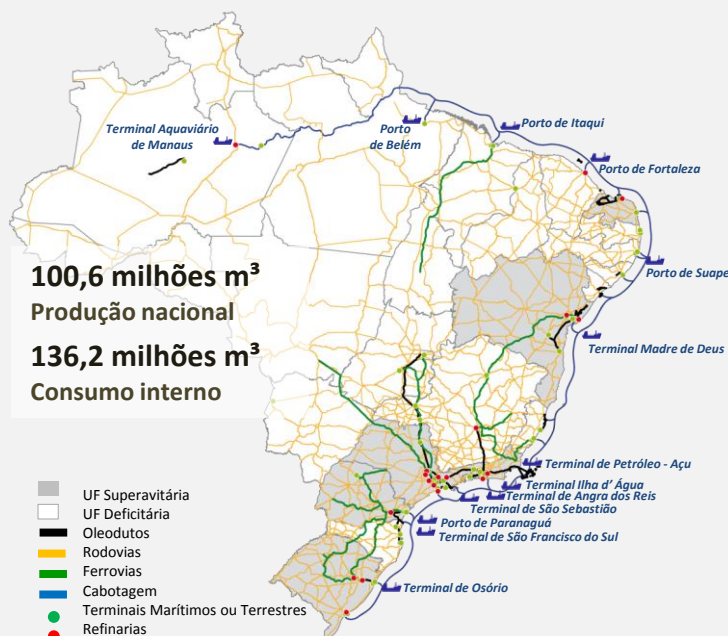 Terminal Aquaviário
de Manaus
Porto
de Belém
Porto de Itaqui
Porto de Fortaleza
Porto de Suape
100,6 milhões m³
Produção nacional
136,2 milhões m³
Consumo interno
Terminal Madre de Deus
Terminal de Petróleo - Açu
Terminal Ilha d' Água
Terminal de Angra dos Reis
Terminal de São Sebastião
Porto de Paranaguá
Terminal de São Francisco do Sul
Terminal de Osório
UF Superavitária
UF Deficitária
Oleodutos
Rodovias
Ferrovias
Cabotagem
Terminais Marítimos ou Terrestres
Refinarias